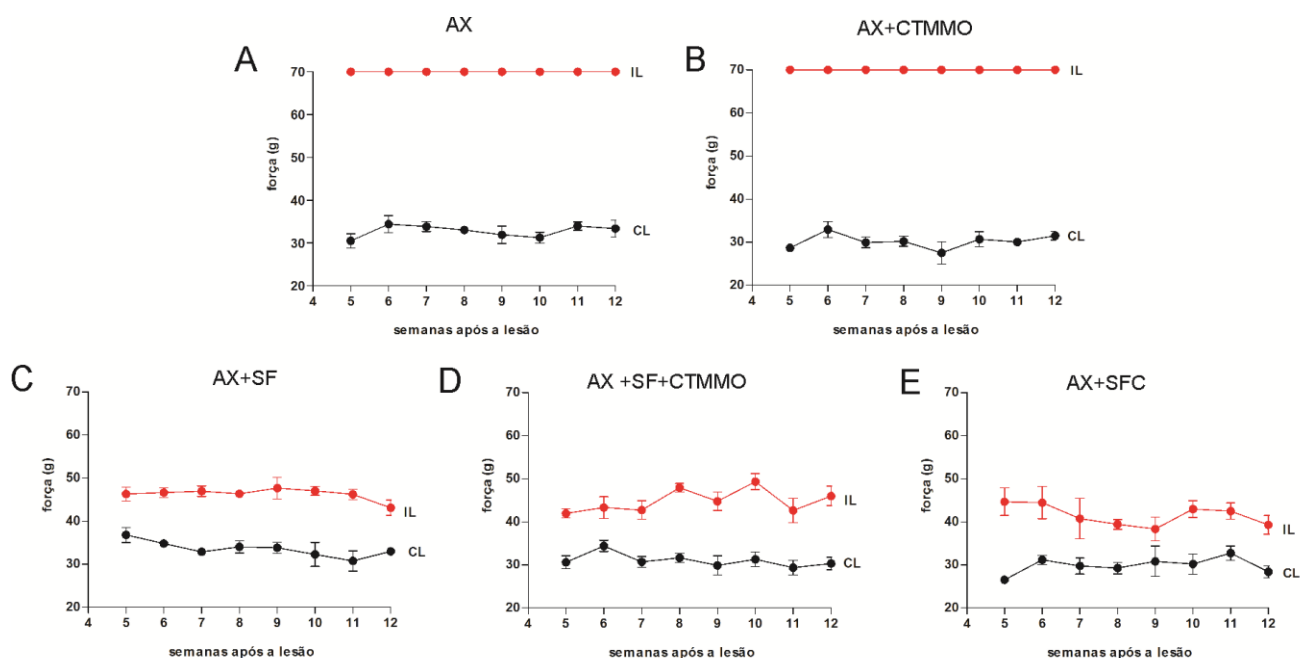 AX
A
70
60
50
40
30
20
força (g)
IL
CL
4 5 6 7 8 9 10 11 12
semanas após a lesão
AX+CTMMO
B
70
60
50
40
30
20
força (g)
IL
CL
4 5 6 7 8 9 10 11 12
semanas após a lesão
C
AX+SF
70
60
50
40
30
20
força (g)
IL
CL
4 5 6 7 8 9 10 11 12
semanas após a lesão
D
AX +SF+CTMMO
70
60
50
40
30
20
força (g)
IL
CL
4 5 6 7 8 9 10 11 12
semanas após a lesão
E
AX+SFC
70
60
50
40
30
20
força (g)
IL
CL
4 5 6 7 8 9 10 11 12
semanas após a lesão